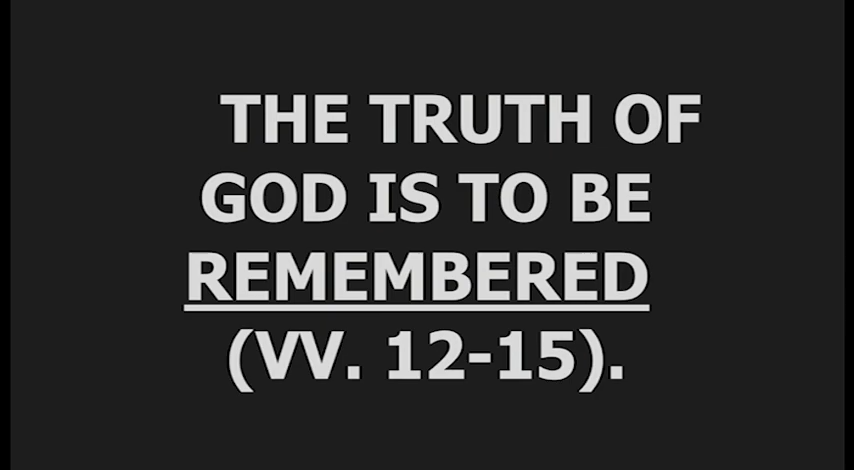 THE TRUTH OF
GOD IS TO BE
REMEMBERED
(VV. 12-15).